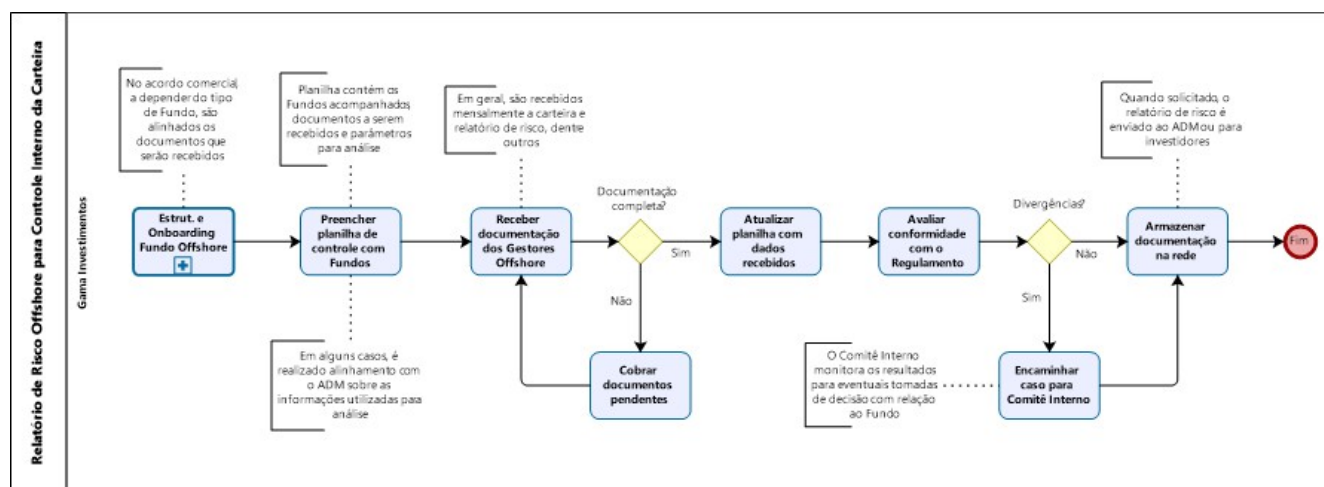 Relatório de Risco Offshore para Controle Interno da Carteira
Gama Investimentos
No acordo comercial,
a depender do tipo
de Fundo, são
alinhados os
documentos que
serão recebidos
Estrut. e
Onboarding
Fundo Offshore
Planilha contém os
Fundos acompanhados,
documentos a serem
recebidos e parâmetros
para análise
Preencher
planilha de
controle com
Fundos
Em alguns casos, é
realizado alinhamento com
o ADM sobre as
informações utilizadas para
análise
Em geral, são recebidos
mensalmente a carteira e
relatório de risco, dentre
outros
Receber
documentação
dos Gestores
Offshore
Documentação
completa?
Sim
Não
Cobrar
documentos
pendentes
Atualizar
planilha com
dados
recebidos
Avaliar
conformidade
com o
Regulamento
Divergências?
Não
Sim
O Comitê Interno
monitora os resultados
para eventuais tomadas
de decisão com relação
ao Fundo
Encaminhar
caso para
Comitê Interno
Quando solicitado, o
relatório de risco é
enviado ao ADM ou para
investidores
Armazenar
documentação
na rede
Fim